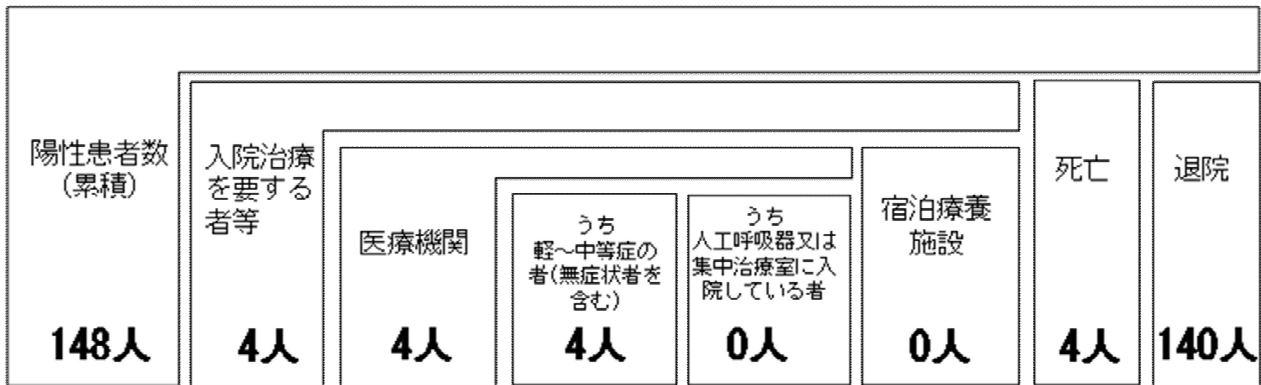 陽性患者数
(累積)
148人
入院治療
を要する
者等
4人
医療機関
4人
うち
軽～中等症の
者(無症状者を
含む)
4人
うち
人工呼吸器又は
集中治療室に入
院している者
0人
宿泊療養
施設
0人
死亡
4人
退院
140人